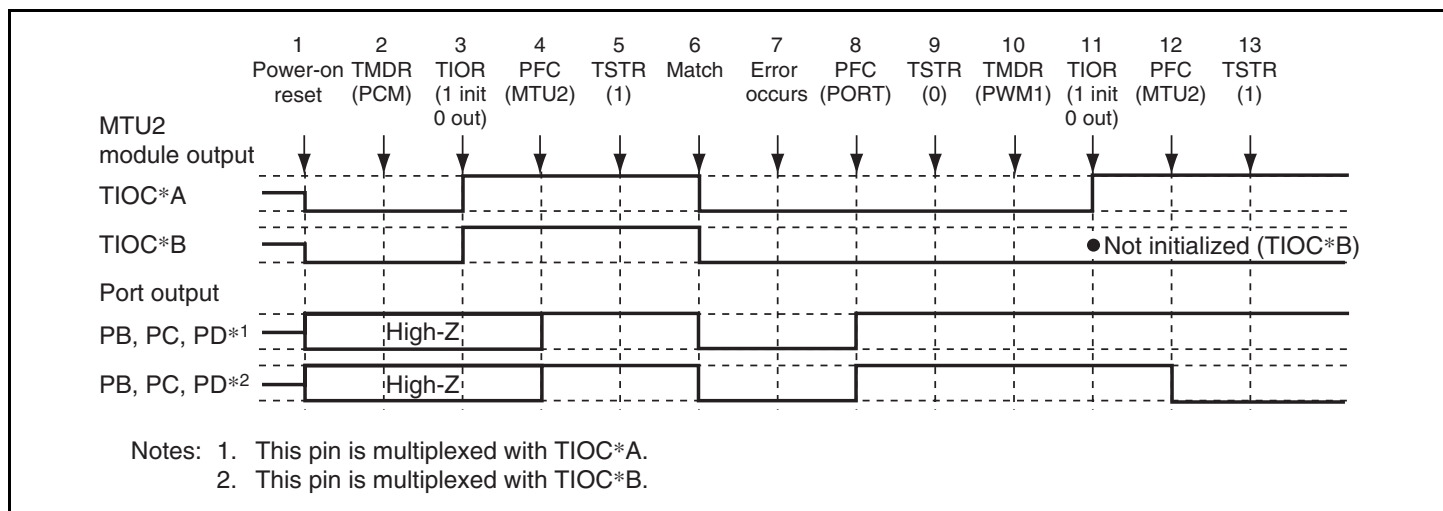 1 2 3 4 5 6 7 8 9 10 11 12 13
Power-on TMDR TIOR PFC TSTR Match Error PFC TSTR TMDR TIOR PFC TSTR
reset (PCM) (1 init (MTU2) (1) occurs (PORT) (0) (PWM1) (1 init (MTU2) (1)
0 out) 0 out)
MTU2
module output
TIOC*A
TIOC*B
● Not initialized (TIOC*B)
Port output
PB, PC, PD*1 High-Z
PB, PC, PD*2 High-Z
Notes: 1. This pin is multiplexed with TIOC*A.
2. This pin is multiplexed with TIOC*B.